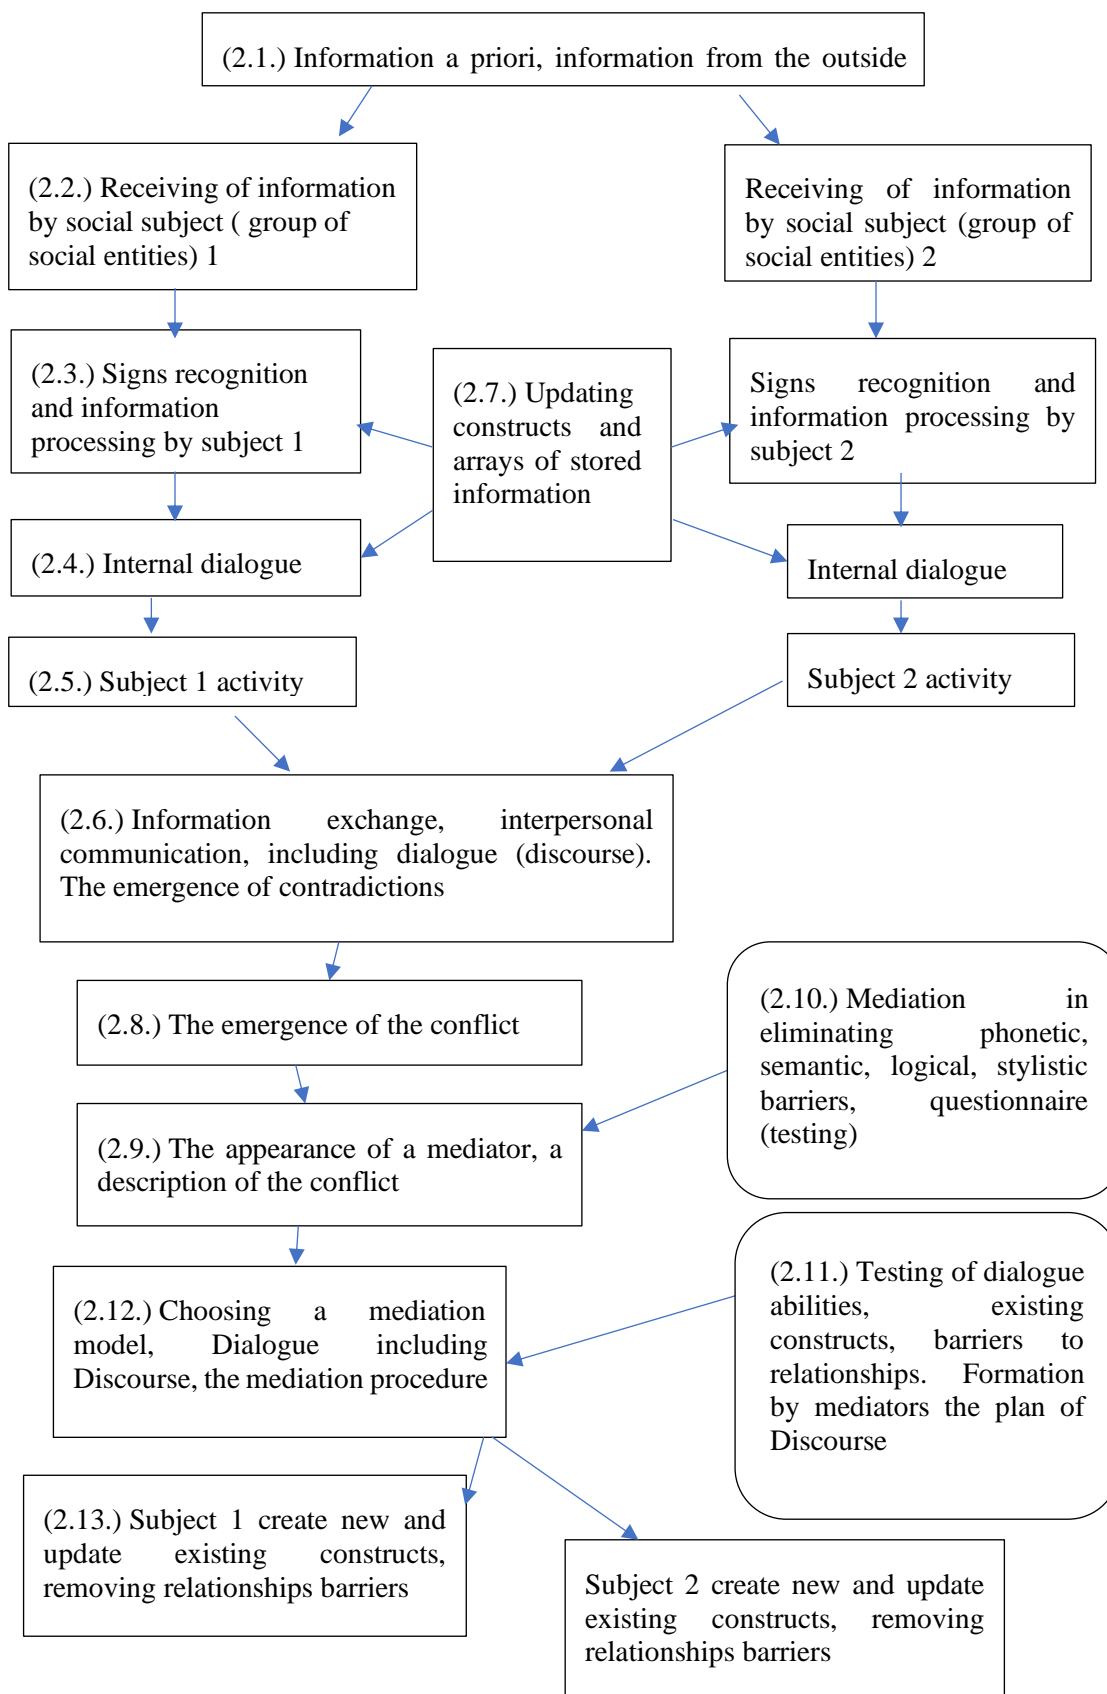 (2.1.) Information a priori, information from the outside
(2.2.) Receiving of information
by social subject ( group of
social entities) 1
Receiving of information
by social subject (group of
social entities) 2
(2.3.) Signs recognition
and information
processing by subject 1
(2.7.) Updating
constructs and
arrays of stored
information
Signs recognition and
information processing by
subject 2
(2.4.) Internal dialogue
Internal dialogue
(2.5.) Subject 1 activity
Subject 2 activity
(2.6.) Information exchange, interpersonal
communication, including dialogue (discourse).
The emergence of contradictions
(2.8.) The emergence of the conflict
(2.10.) Mediation in
eliminating phonetic,
semantic, logical, stylistic
barriers, questionnaire
(testing)
(2.9.) The appearance of a mediator, a
description of the conflict
(2.11.) Testing of dialogue
abilities, existing
constructs, barriers to
relationships. Formation
by mediators the plan of
Discourse
(2.12.) Choosing a mediation
model, Dialogue including
Discourse, the mediation procedure
(2.13.) Subject 1 create new and
update existing constructs,
removing relationships barriers
Subject 2 create new and update
existing constructs, removing
relationships barriers